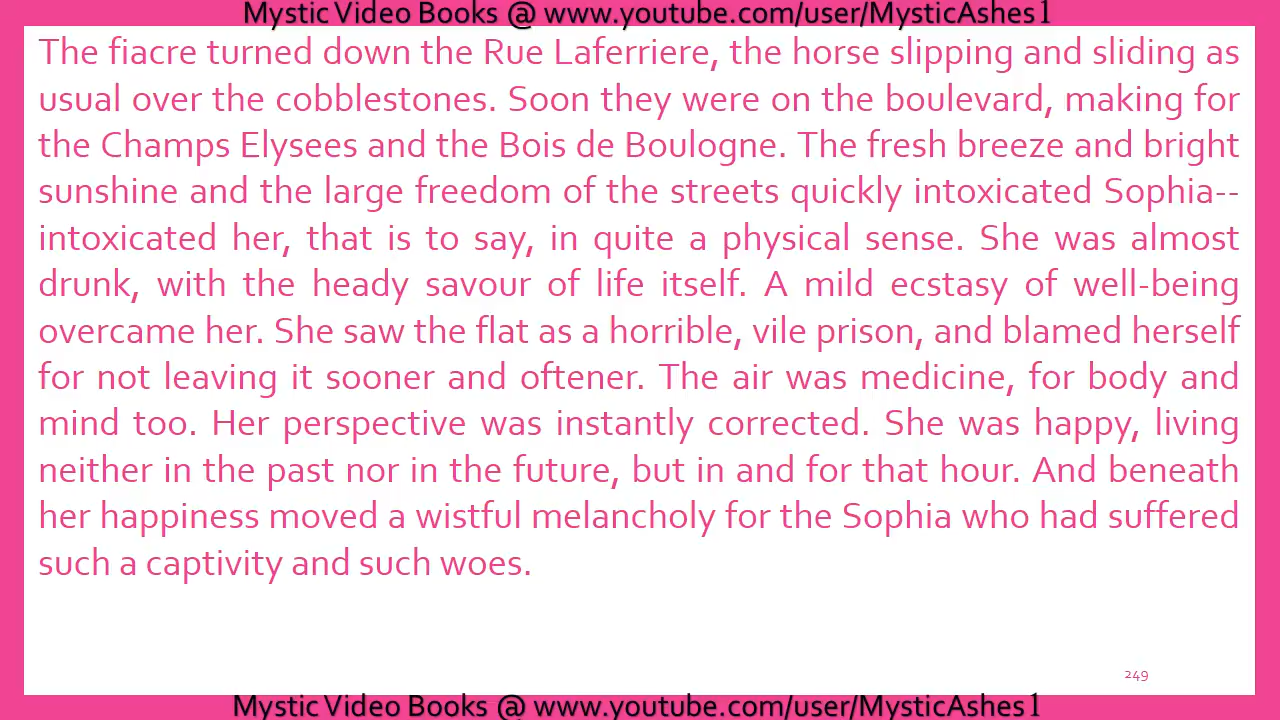 Mystic Video Books @ www.youtube.com/user/MysticAshes1
The fiacre turned down the Rue Laferriere, the horse slipping and sliding as
usual over the cobblestones. Soon they were on the boulevard, making for
the Champs Elysees and the Bois de Boulogne. The fresh breeze and bright
sunshine and the large freedom of the streets quickly intoxicated Sophia--
intoxicated her, that is to say, in quite a physical sense. She was almost
drunk, with the heady savour of life itself. A mild ecstasy of well-being
overcame her. She saw the flat as a horrible, vile prison, and blamed herself
for not leaving it sooner and oftener. The air was medicine, for body and
mind too. Her perspective was instantly corrected. She was happy, living
neither in the past nor in the future, but in and for that hour. And beneath
her happiness moved a wistful melancholy for the Sophia who had suffered
such a captivity and such woes.
249
Mystic Video Books @ www.youtube.com/user/MysticAshes1